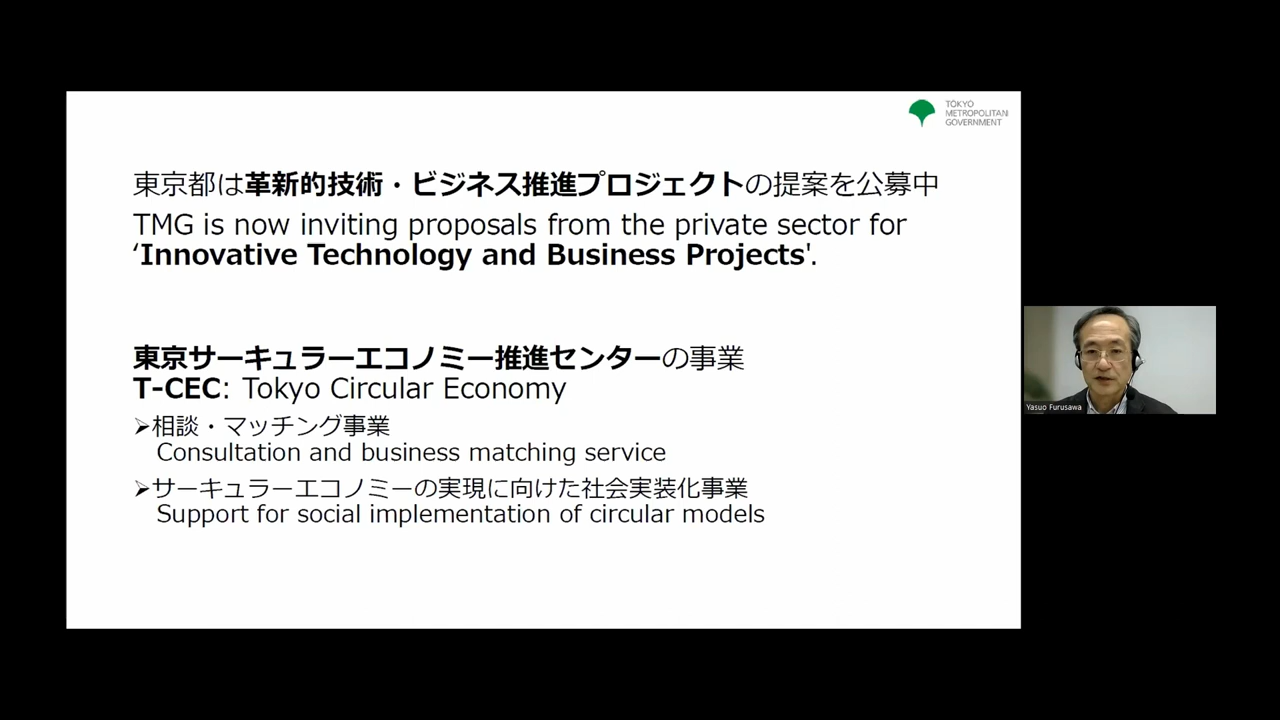 TOKYO
METROPOLITAN
GOVERNMENT
東京都は革新的技術・ビジネス推進プロジェクトの提案を公募中
TMG is now inviting proposals from the private sector for
‘Innovative Technology and Business Projects'.
東京サーキュラーエコノミー推進センターの事業
T-CEC: Tokyo Circular Economy
➢相談・マッチング事業
Consultation and business matching service
➢サーキュラーエコノミーの実現に向けた社会実装化事業
Support for social implementation of circular models
Yasuo Furusawa